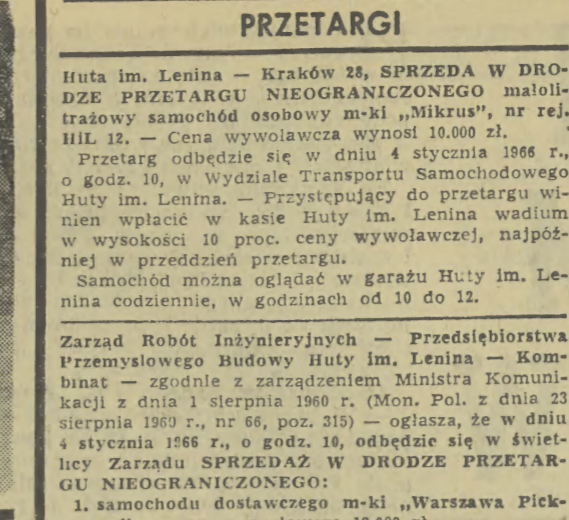 PRZETARGI
Huta im. Lenina — Kraków 28, SPRZEDA W DRO-
DZE PRZETARGU NIEOGRANICZONEGO małoli-
trażowy samochód osobowy m-ki „Mikrus", nr rej.
HiL 12. — Cena wywoławcza wynosi 10.000 zł.
Przetarg odbędzie się w dniu 4 stycznia 1966 r.,
o godz. 10, w Wydziale Transportu Samochodowego
Huty im. Lenina. — Przystępujący do przetargu wi-
nien wpłacić w kasie Huty im. Lenina wadium
w wysokości 10 proc. ceny wywoławczej, najpóź-
niej w przeddzień przetargu.
Samochód można oglądać w garażu Huty im. Le-
nina codziennie, w godzinach od 10 do 12.
Zarząd Robót Inżynieryjnych — Przedsiębiorstwa
Przemysłowego Budowy Huty im. Lenina — Kom-
binat — zgodnie z zarządzeniem Ministra Komuni-
kacji z dnia 1 sierpnia 1960 r. (Mon. Pol. z dnia 23
sierpnia 1960 r., nr 66, poz. 315) — ogłasza, że w dniu
4 stycznia 1966 r., o godz. 10, odbędzie się w świet-
licy Zarządu SPRZEDAŻ W DRODZE PRZETAR-
GU NIEOGRANICZONEGO:
1. samochodu dostawczego m-ki „Warszawa Pick-